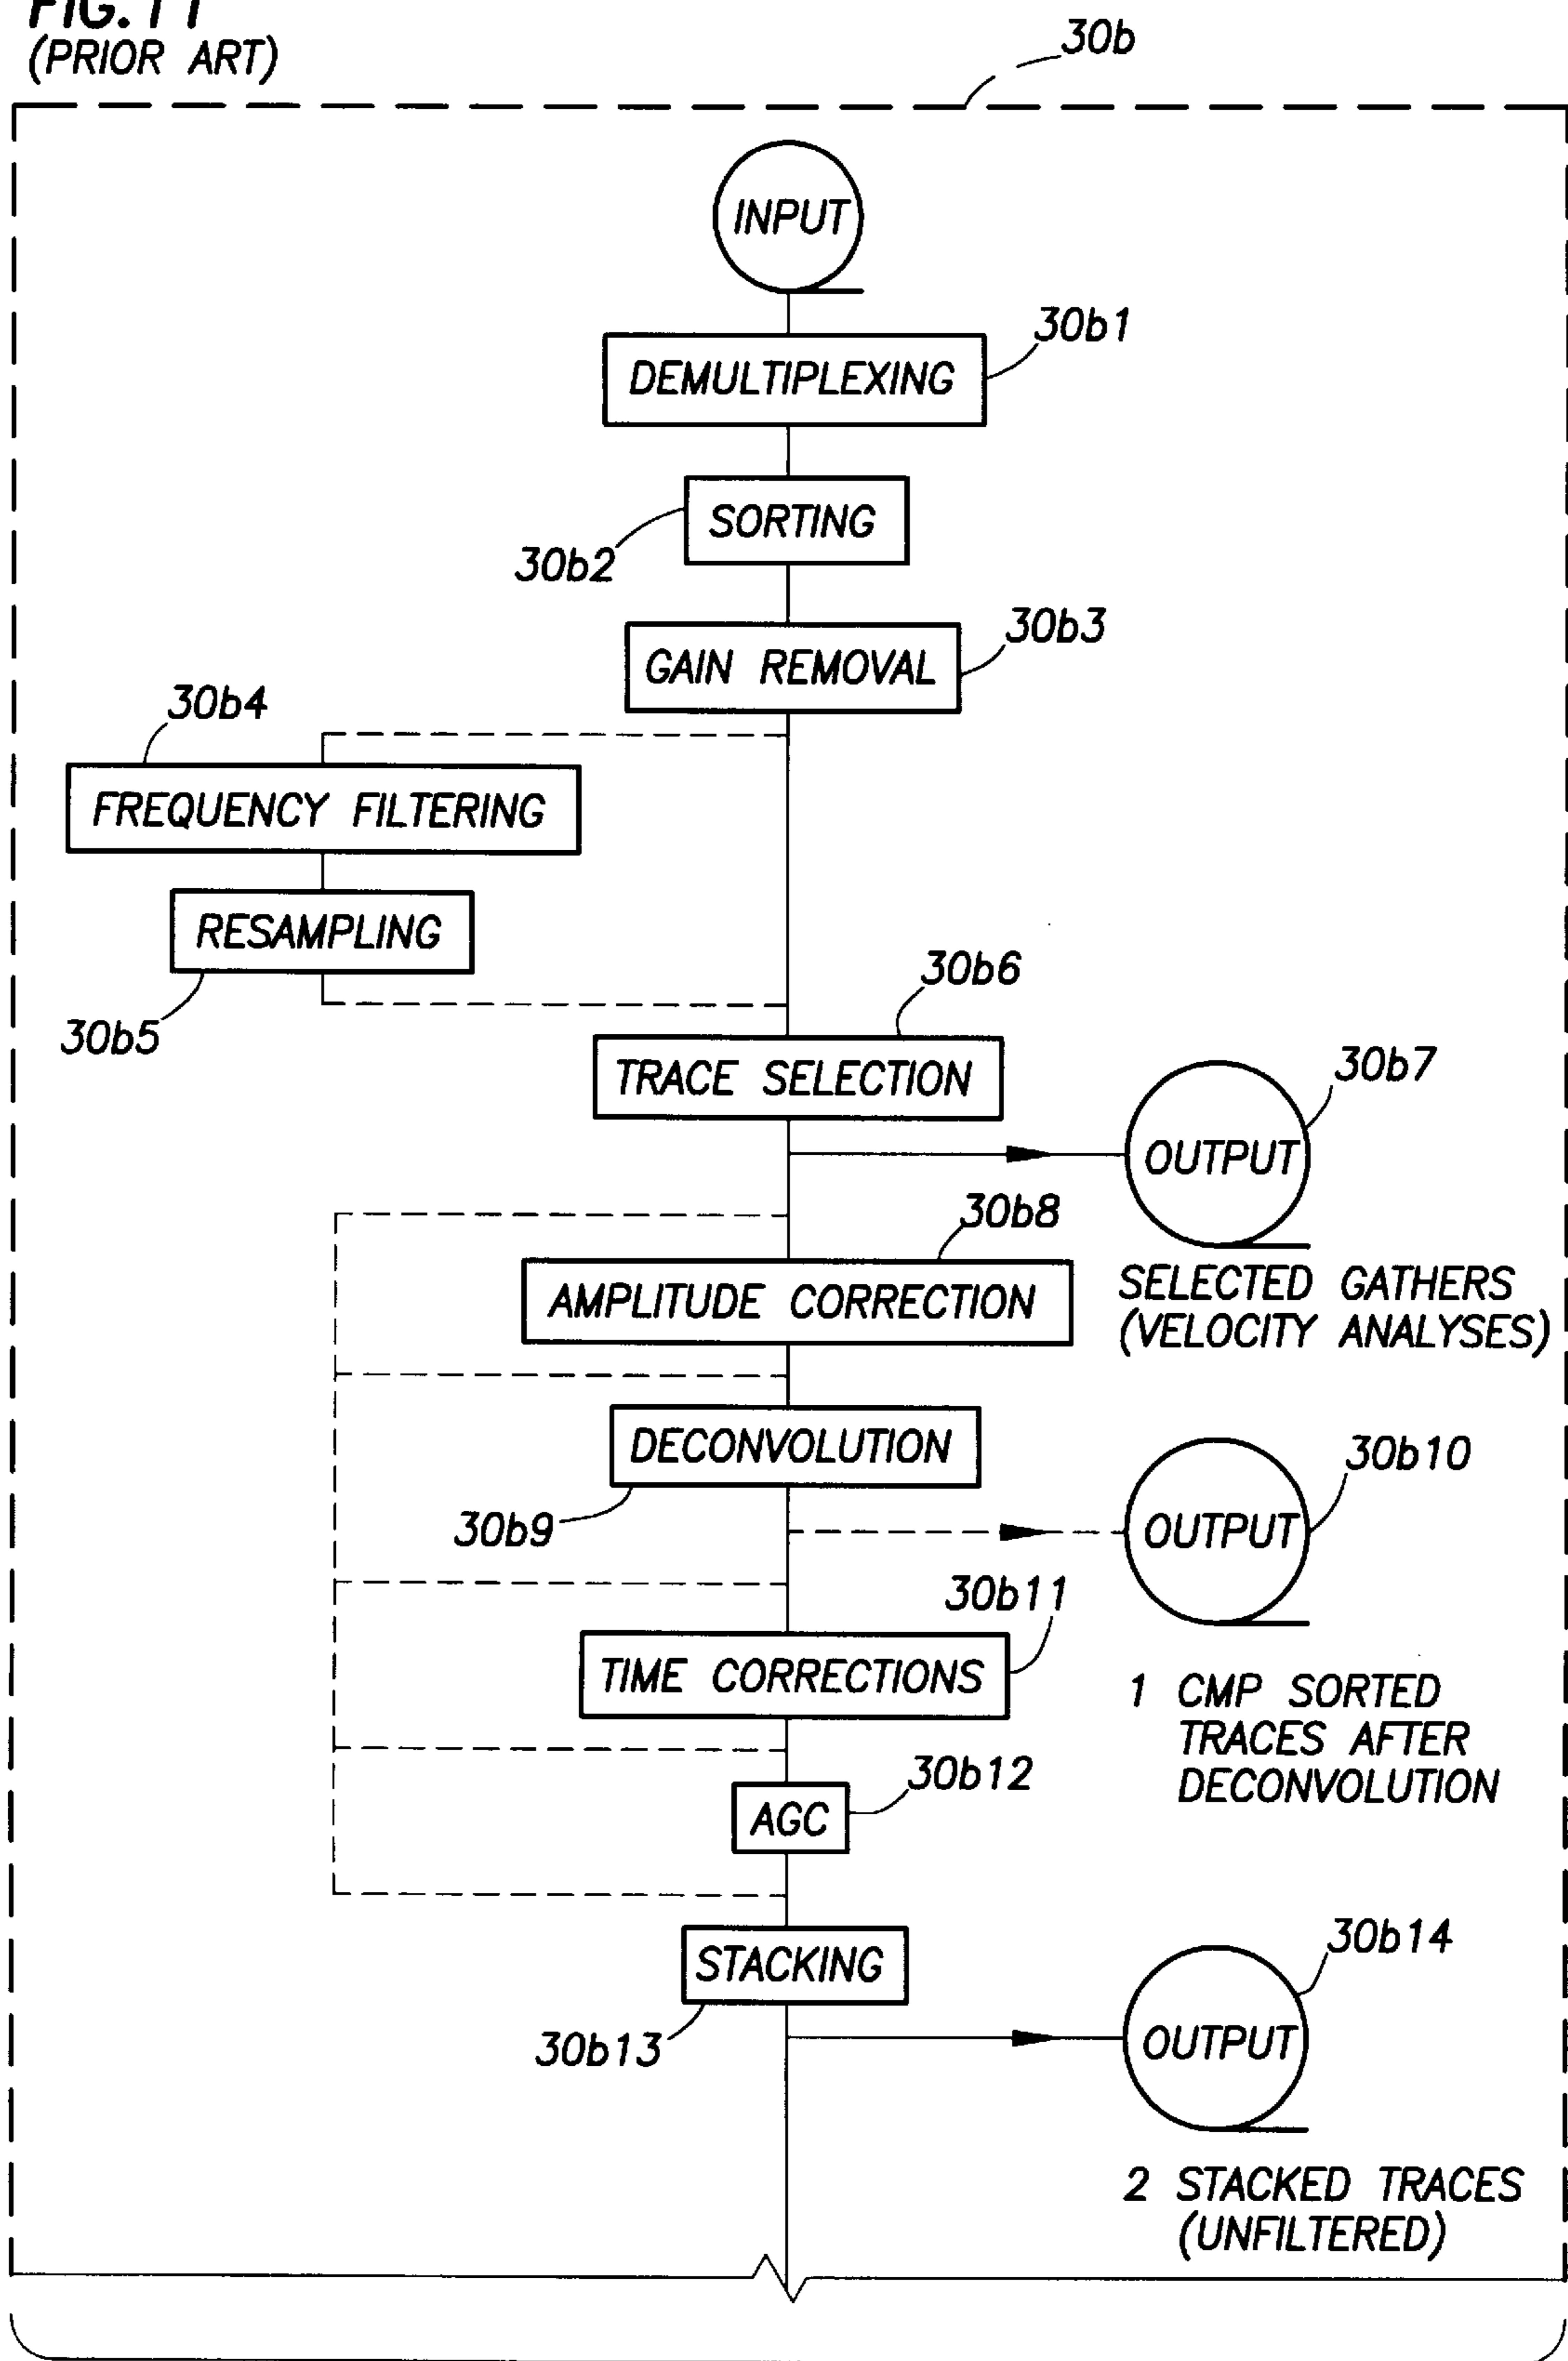 FIG. 11
(PRIOR ART)
30b
INPUT
30b1
DEMULTIPLEXING
SORTING
30b2
30b3
GAIN REMOVAL
30b4
FREQUENCY FILTERING
RESAMPLING
30b5
30b6
TRACE SELECTION
30b7
OUTPUT
SELECTED GATHERS
(VELOCITY ANALYSES)
30b8
AMPLITUDE CORRECTION
DECONVOLUTION
30b9
30b10
OUTPUT
1 CMP SORTED
TRACES AFTER
DECONVOLUTION
30b11
TIME CORRECTIONS
30b12
AGC
STACKING
30b13
30b14
OUTPUT
2 STACKED TRACES
(UNFILTERED)